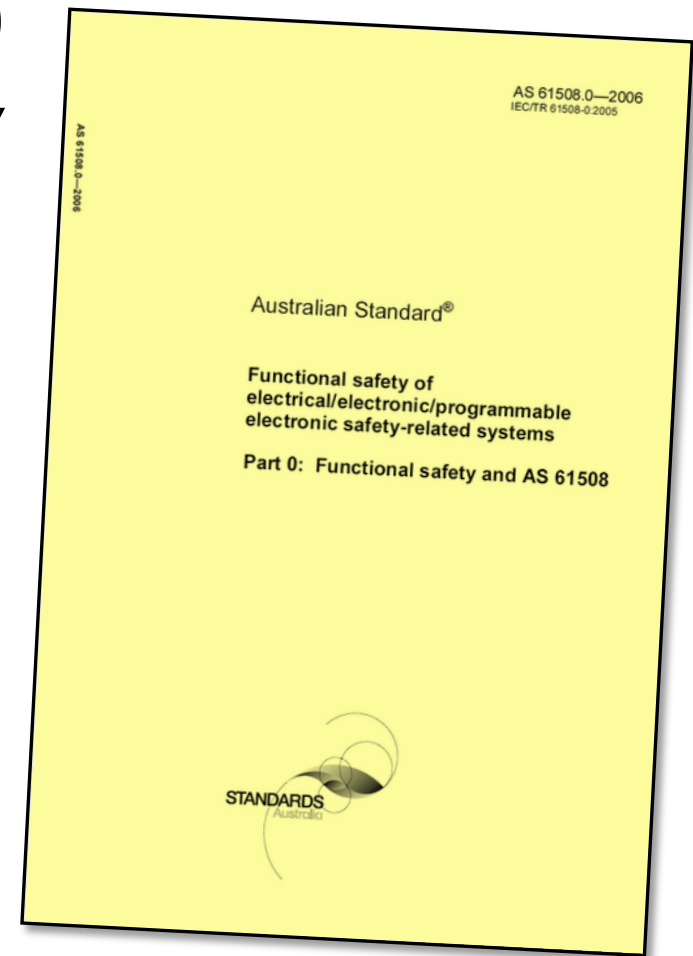 AS 61508.0—2006
IEC/TR 61508-0:2005
AS 61508.0—2006
Australian Standard®
Functional safety of
electrical/electronic/programmable
electronic safety-related systems
Part 0: Functional safety and AS 61508
STANDARDS
Australia